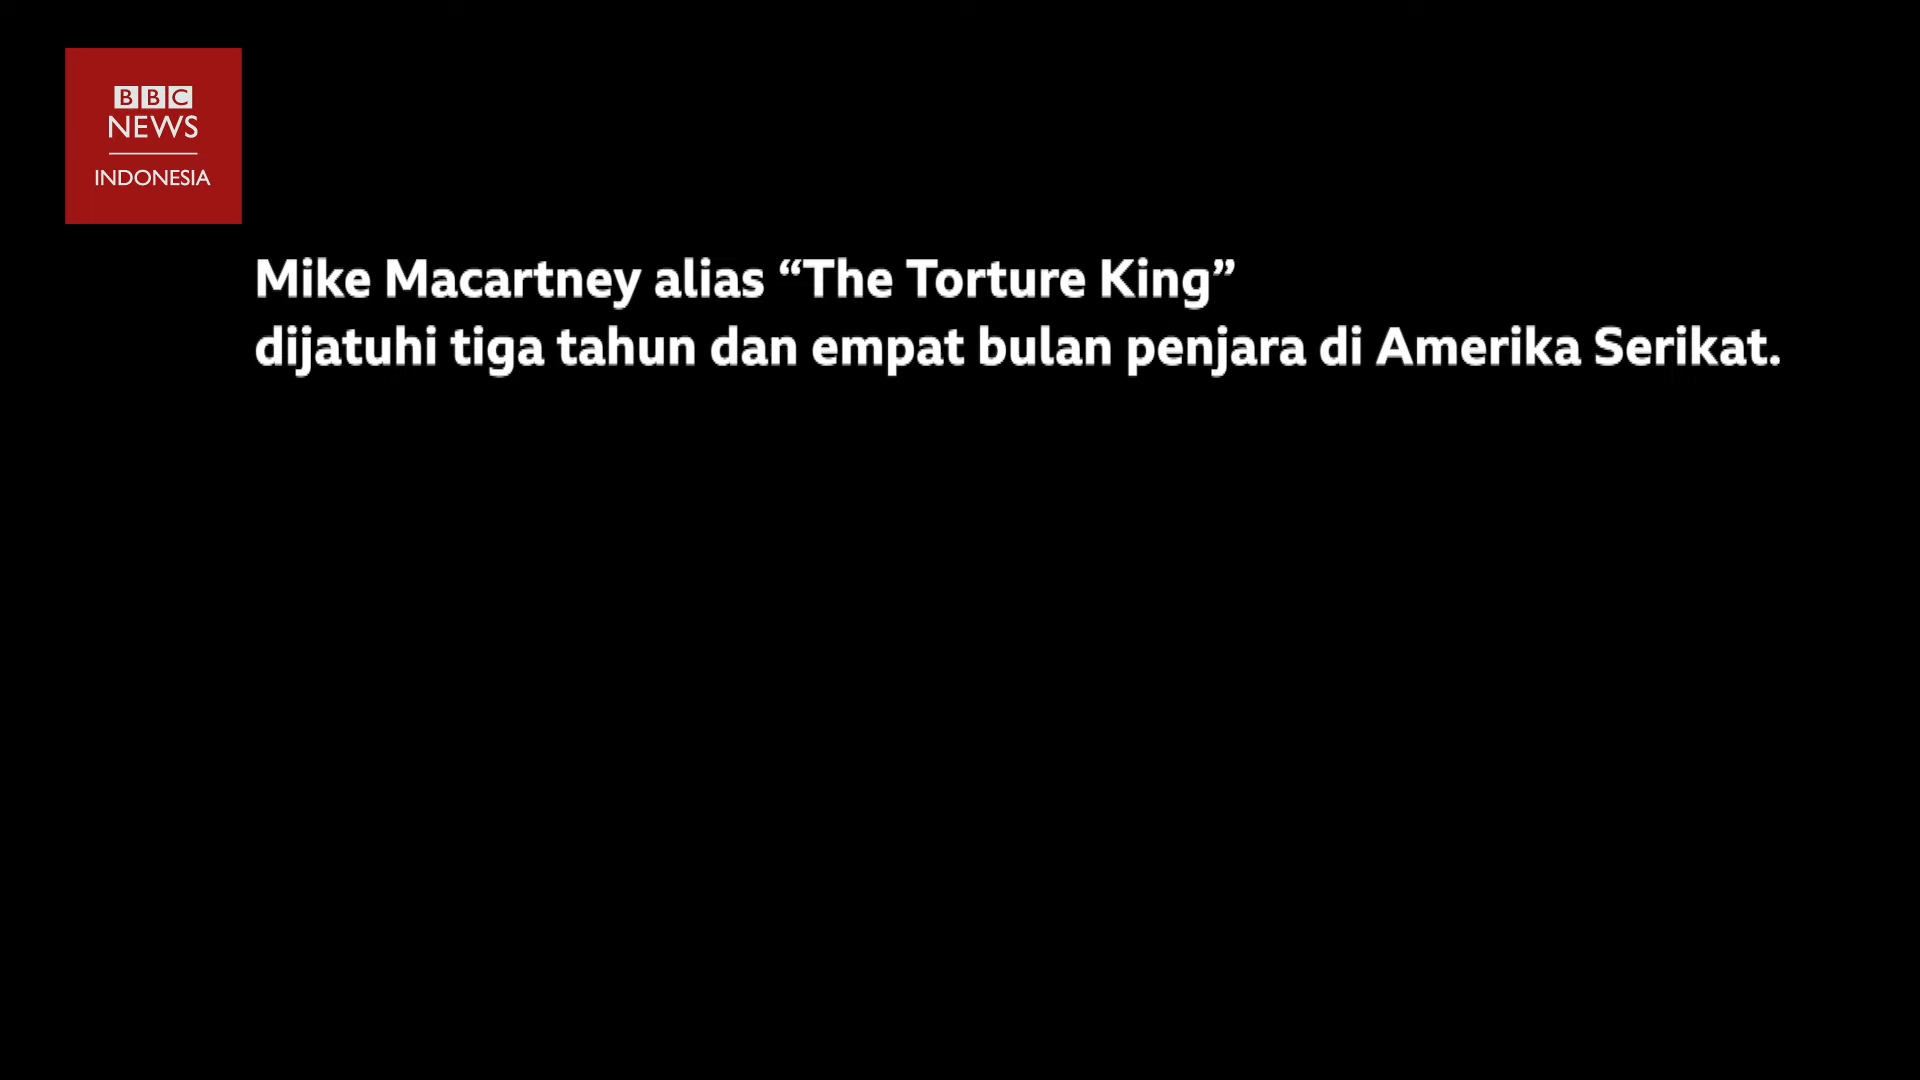 BBC
NEWS
INDONESIA
Mike Macartney alias “The Torture King”
dijatuhi tiga tahun dan empat bulan penjara di Amerika Serikat.